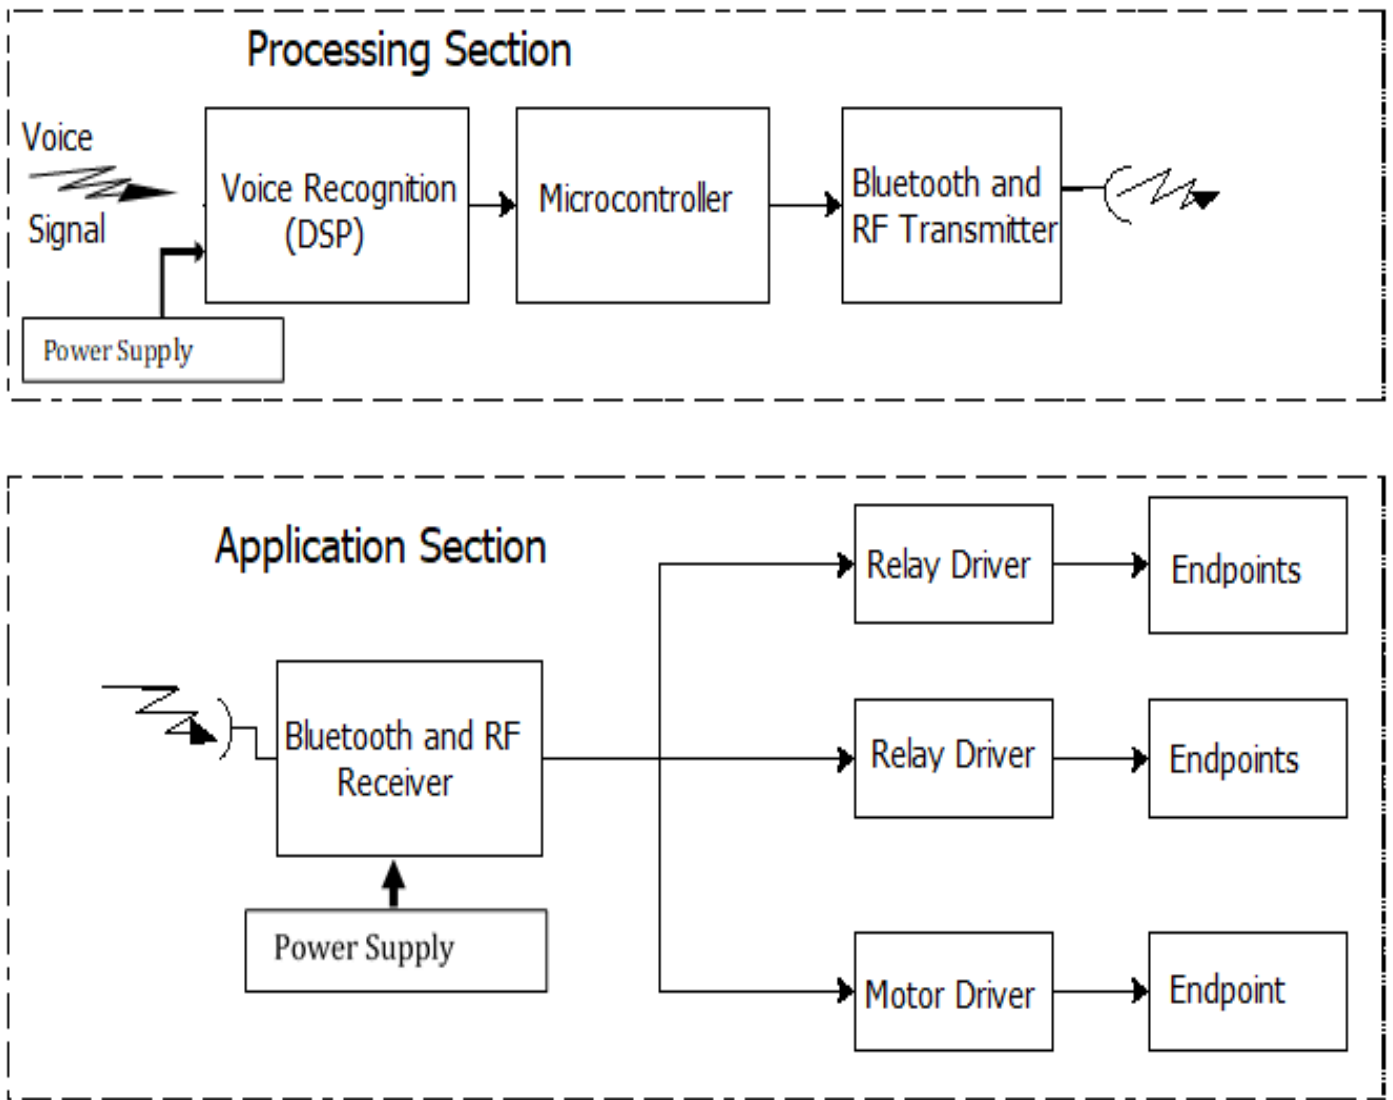 Processing Section
Voice
Signal
Voice Recognition
(DSP)
Microcontroller
Bluetooth and
RF Transmitter
Power Supply
Application Section
Bluetooth and RF
Receiver
Power Supply
Relay Driver
Endpoints
Relay Driver
Endpoints
Motor Driver
Endpoint